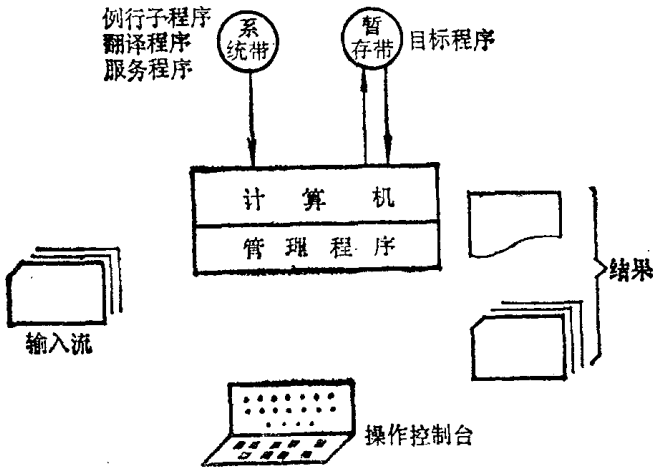 例行子程序
翻译程序
服务程序
系
统带
暂
存带
目标程序
计算机
管理程序
结果
输入流
操作控制台